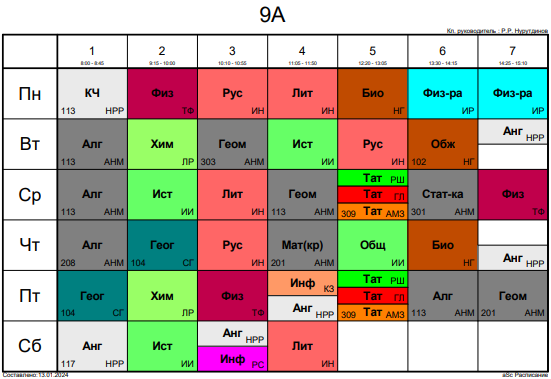 9А
Кл. руководитель : Р.Р. Нурутдинов
1 2 3 4 5 6 7
8:00 - 8:45 9:15 - 10:00 10:10 - 10:55 11:05 - 11:50 12:20 - 13:05 13:30 - 14:15 14:25 - 15:10
Пн
КЧ 113 НРР
Физ ТФ
Рус ИН
Лит ИН
Био НГ
Физ-ра ИР
Физ-ра ИР
Вт
Алг 113 АНМ
Хим ЛР
Геом 303 АНМ
Ист ИИ
Рус ИН
Обж 102 НГ
Анг НРР
Ср
Алг 113 АНМ
Ист ИИ
Лит ИН
Геом 113 АНМ
Тат РШ
Тат ГЛ
309 Тат АМЗ
Стат-ка 301 АНМ
Физ ТФ
Чт
Алг 208 АНМ
Геог 104 СГ
Рус ИН
Мат(кр) 201 АНМ
Общ ИИ
Био НГ
Анг НРР
Пт
Геог 104 СГ
Хим ЛР
Физ ТФ
Инф КЗ
Анг НРР
Тат РШ
Тат ГЛ
309 Тат АМЗ
Алг 113 АНМ
Геом 201 АНМ
Сб
Анг 117 НРР
Ист ИИ
Анг НРР
Инф РС
Лит ИН
Составлено:13.01.2024
aSc Расписание